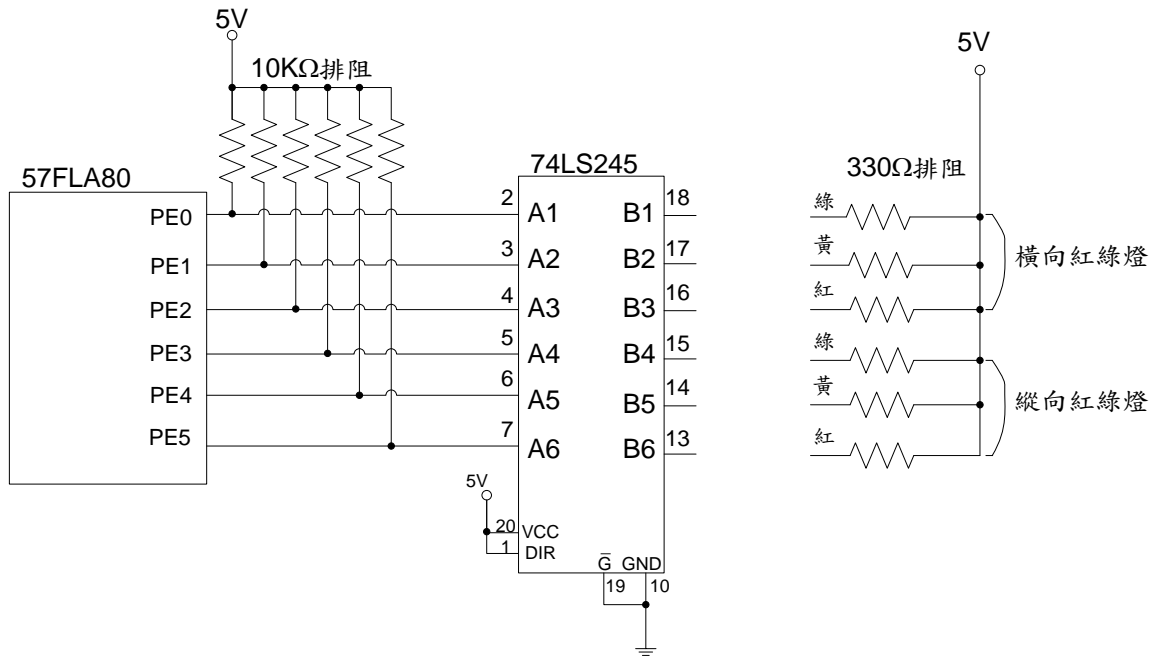 5V
10KΩ排阻
57FLA80
PE0
PE1
PE2
PE3
PE4
PE5
74LS245
2 A1 B1 18
3 A2 B2 17
4 A3 B3 16
5 A4 B4 15
6 A5 B5 14
7 A6 B6 13
5V
20 VCC
1 DIR
G̅ GND
19 10
5V
330Ω排阻
綠
黃
紅
橫向紅綠燈
綠
黃
紅
縱向紅綠燈